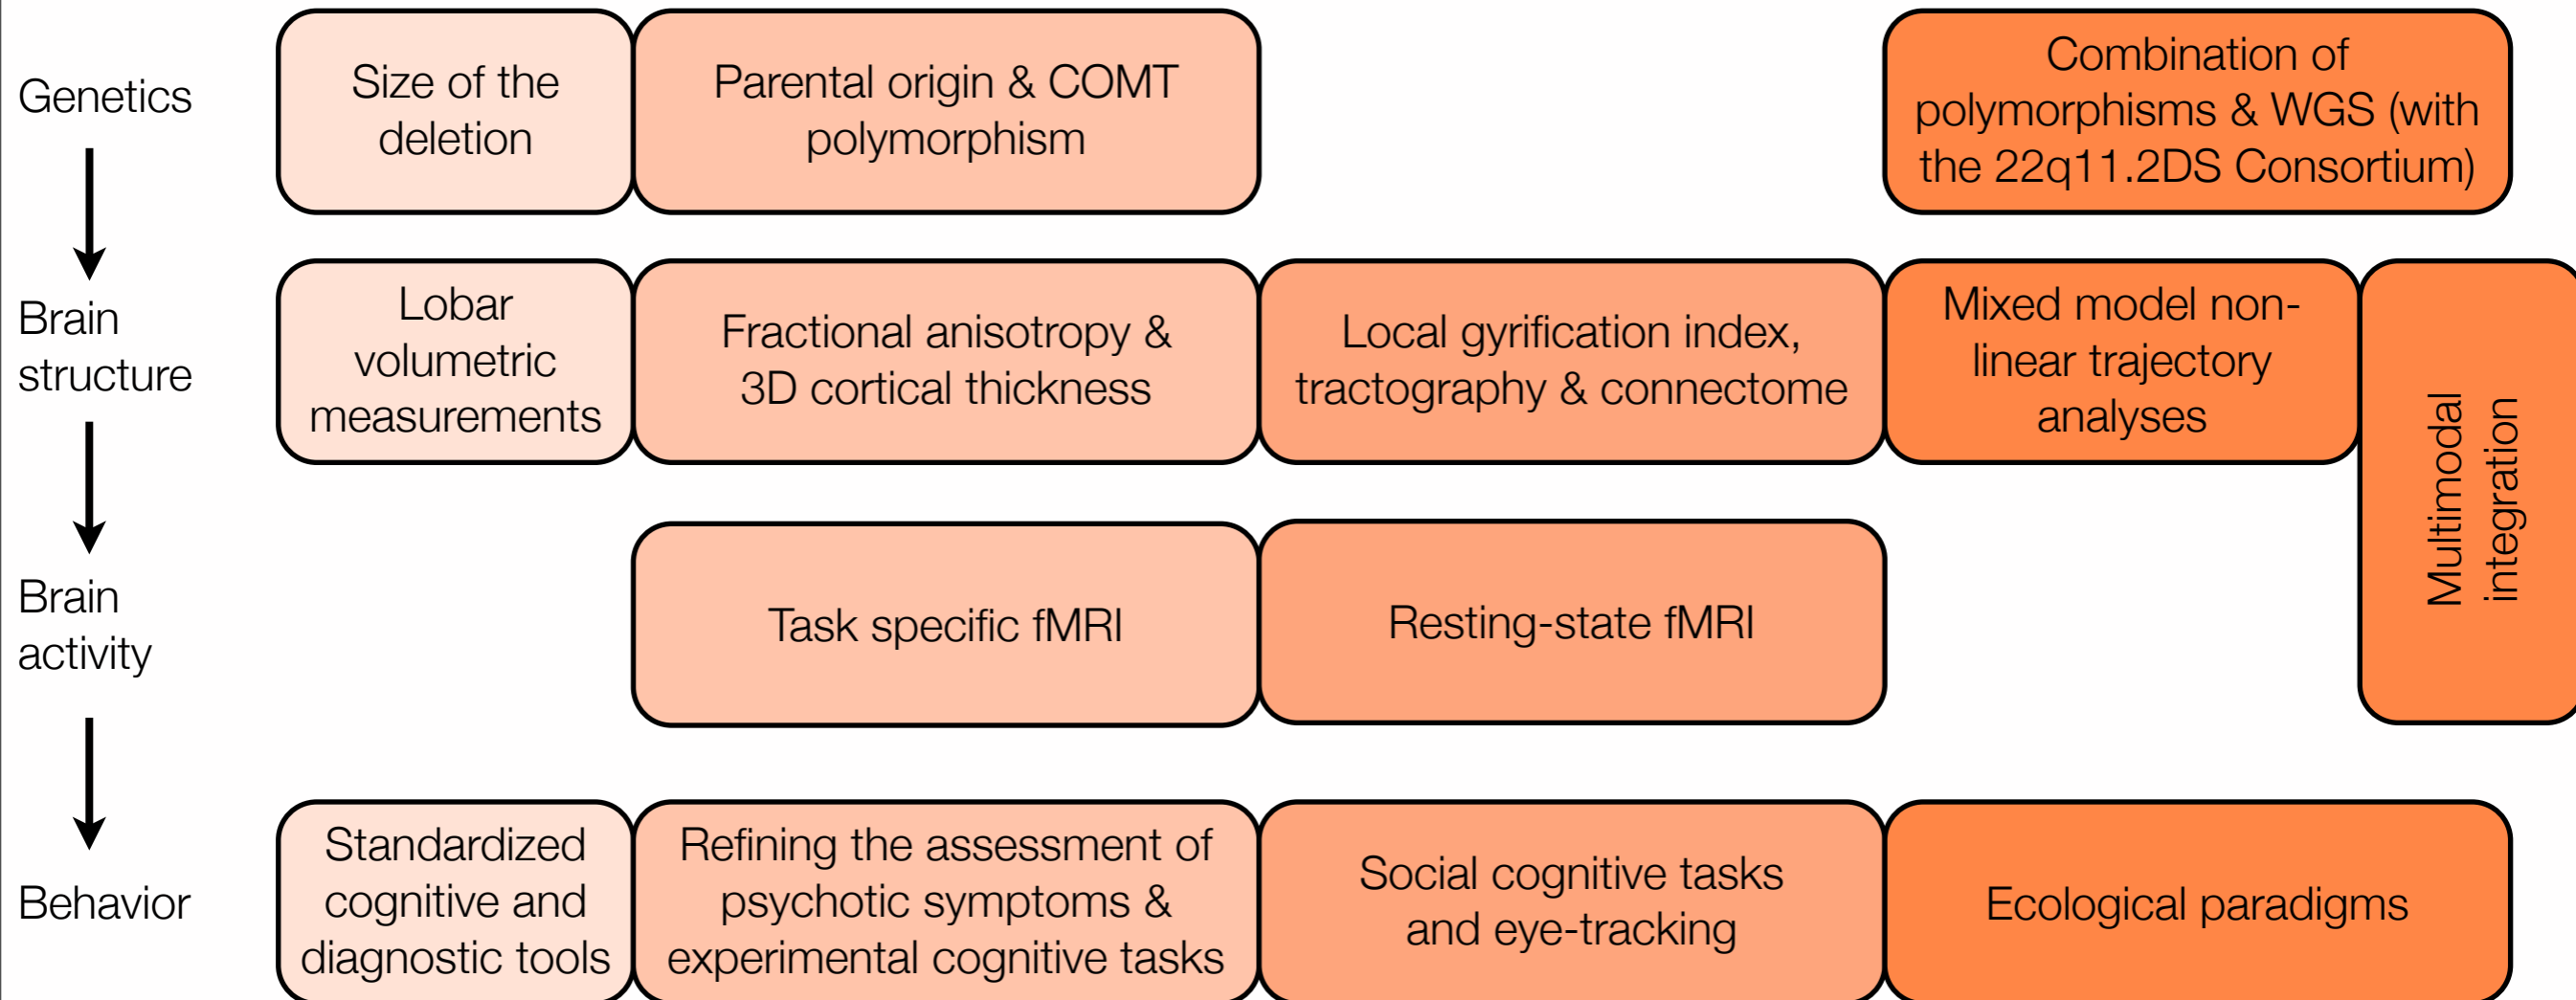 Genetics
Size of the
deletion
Parental origin & COMT
polymorphism
Combination of
polymorphisms & WGS (with
the 22q11.2DS Consortium)
Brain
structure
Lobar
volumetric
measurements
Fractional anisotropy &
3D cortical thickness
Local gyrification index,
tractography & connectome
Mixed model non-
linear trajectory
analyses
Multimodal
integration
Brain
activity
Task specific fMRI
Resting-state fMRI
Behavior
Standardized
cognitive and
diagnostic tools
Refining the assessment of
psychotic symptoms &
experimental cognitive tasks
Social cognitive tasks
and eye-tracking
Ecological paradigms